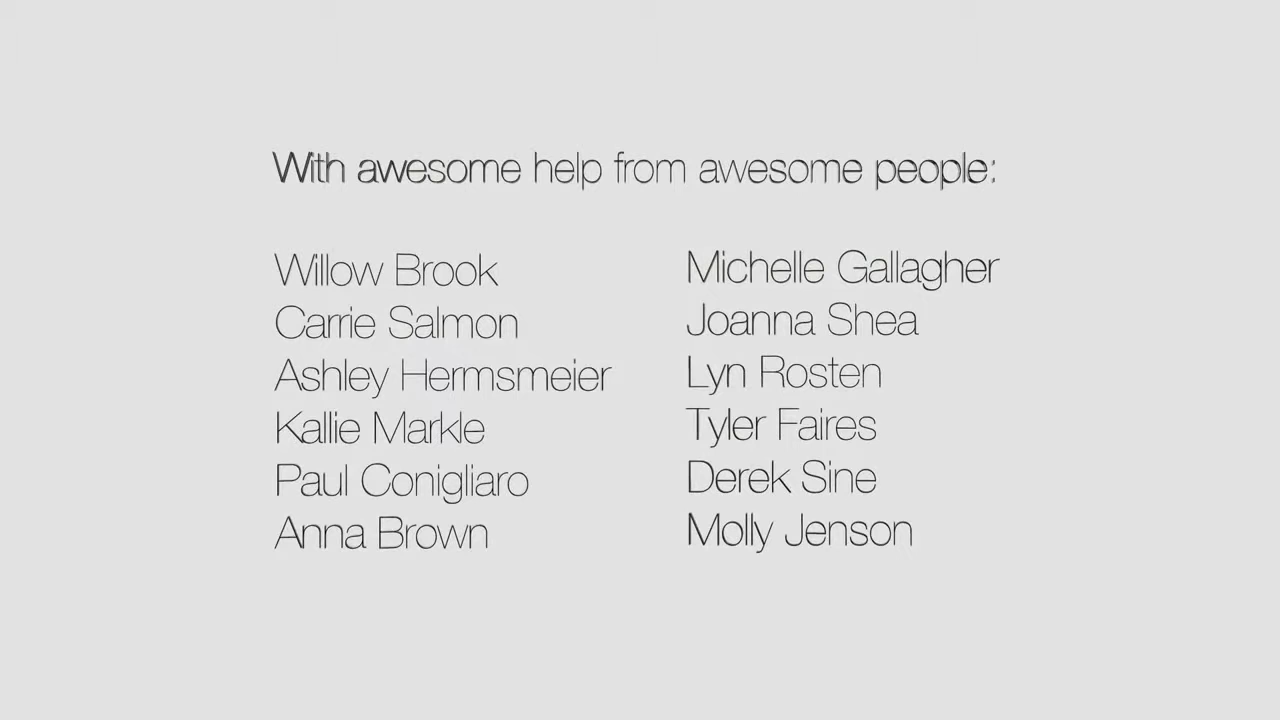 With awesome help from awesome people:
Willow Brook
Carrie Salmon
Ashley Hermsmeier
Kallie Markle
Paul Conigliaro
Anna Brown
Michelle Gallagher
Joanna Shea
Lyn Rosten
Tyler Faires
Derek Sine
Molly Jenson